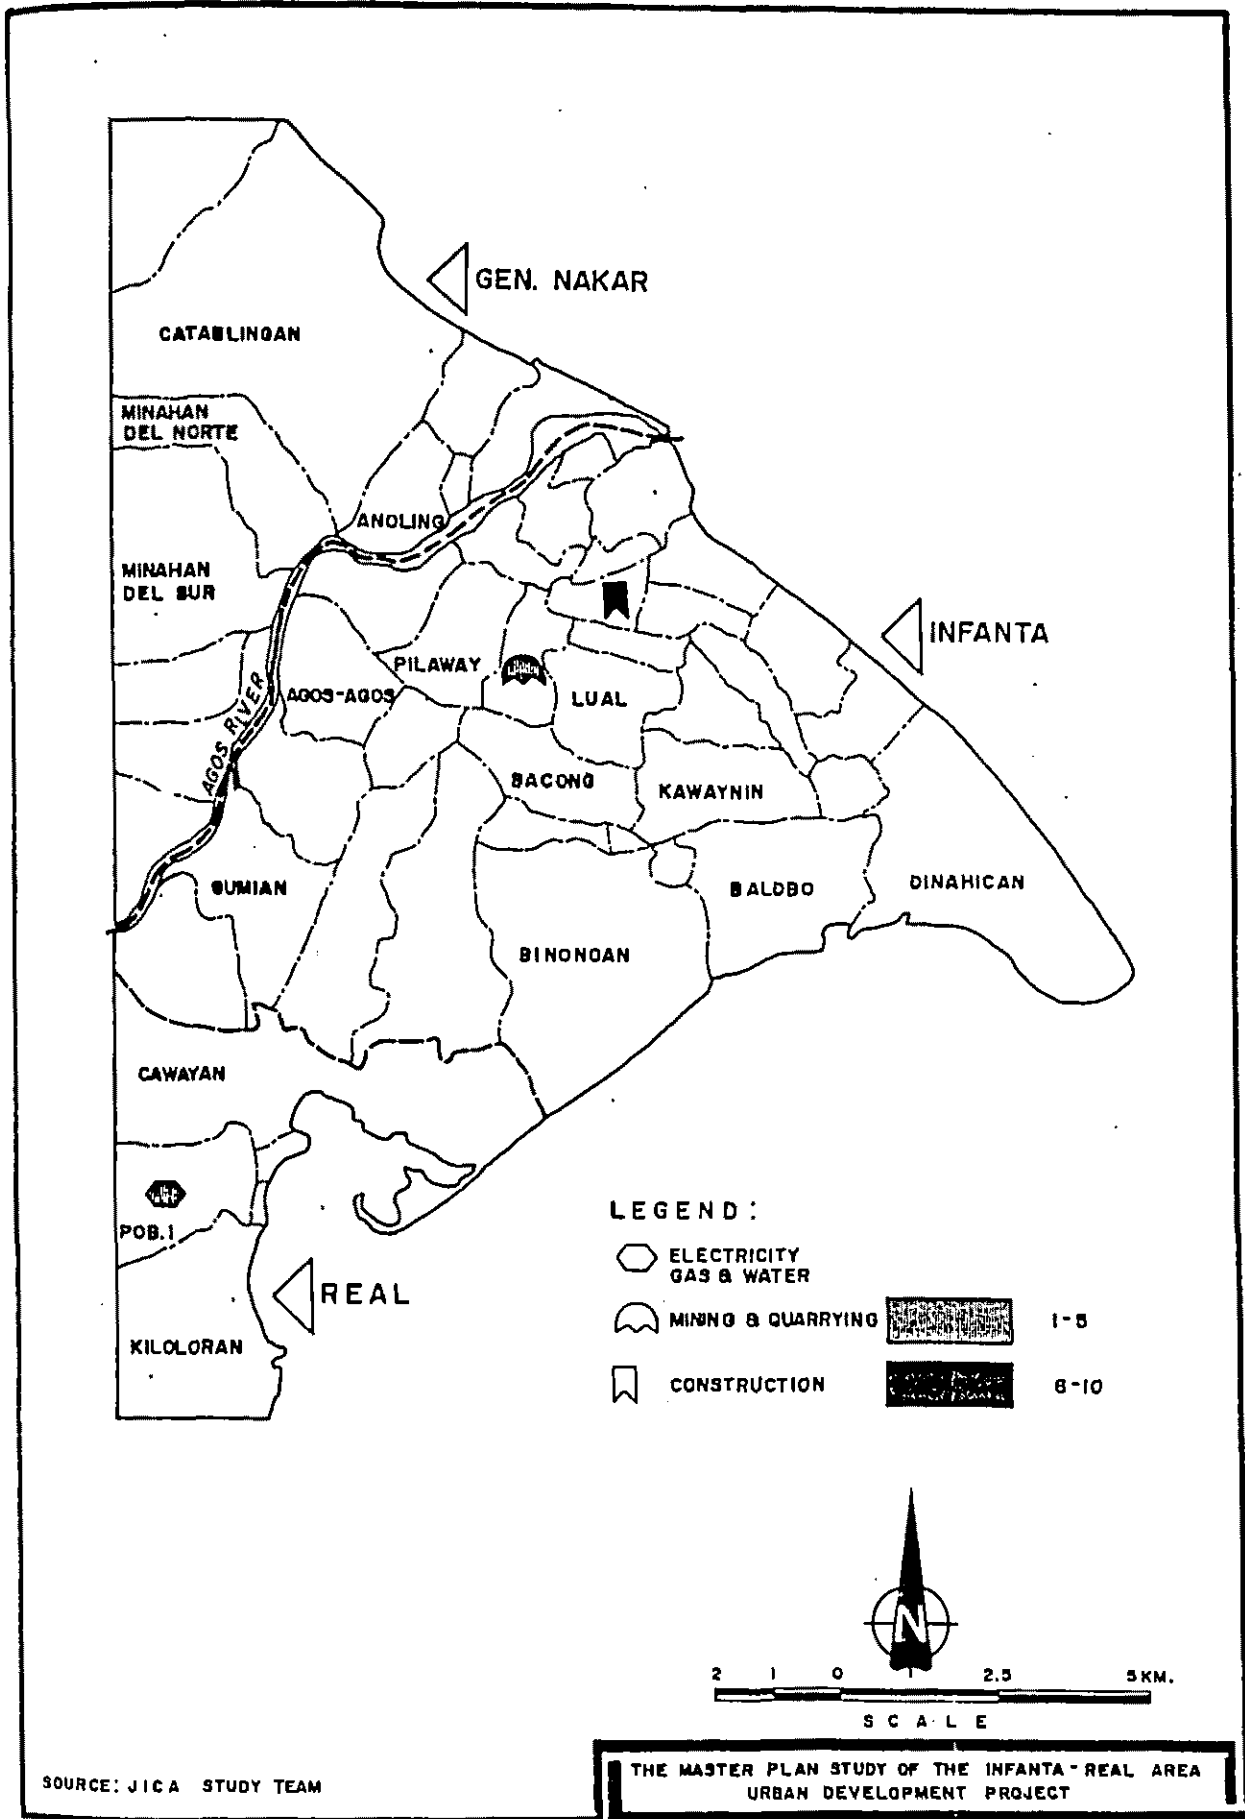 GEN. NAKAR
CATABLINGAN
MINAHAN
DEL NORTE
ANOLING
MINAHAN
DEL SUR
INFANTA
PILAWAY
AGOS-AGOS
LUAL
AGOS RIVER
BACONG
KAWAYNIN
GUMIAN
BALOBO
DINAHICAN
BINONOAN
CAWAYAN
POB. I
REAL
KILOLORAN
LEGEND:
ELECTRICITY
GAS & WATER
MINING & QUARRYING 1-5
CONSTRUCTION 6-10
N
2 1 0 1 2.5 5 KM.
SCALE
SOURCE: JICA STUDY TEAM
THE MASTER PLAN STUDY OF THE INFANTA-REAL AREA
URBAN DEVELOPMENT PROJECT